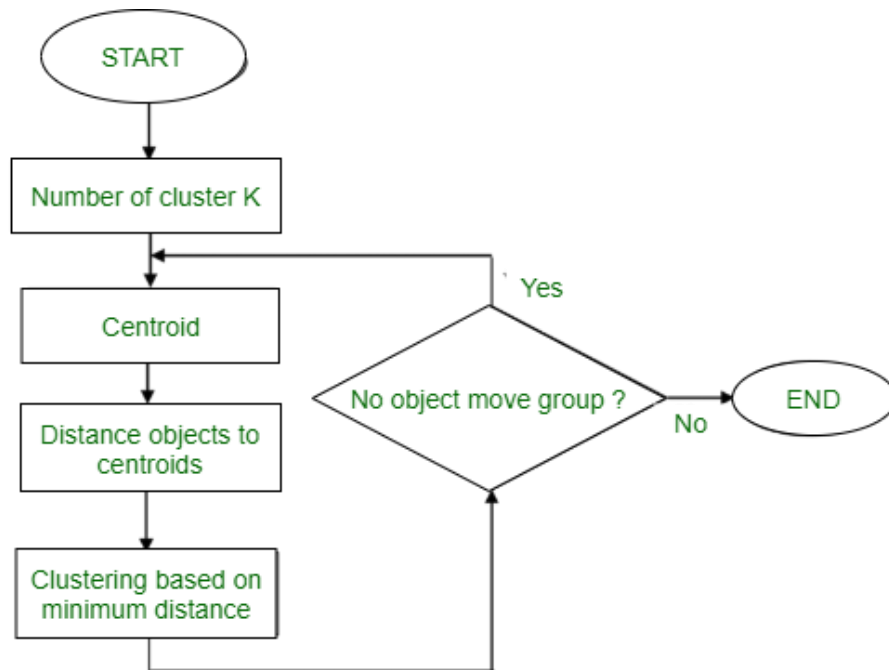 START
Number of cluster K
Centroid
Distance objects to
centroids
Clustering based on
minimum distance
No object move group ?
Yes
No
END